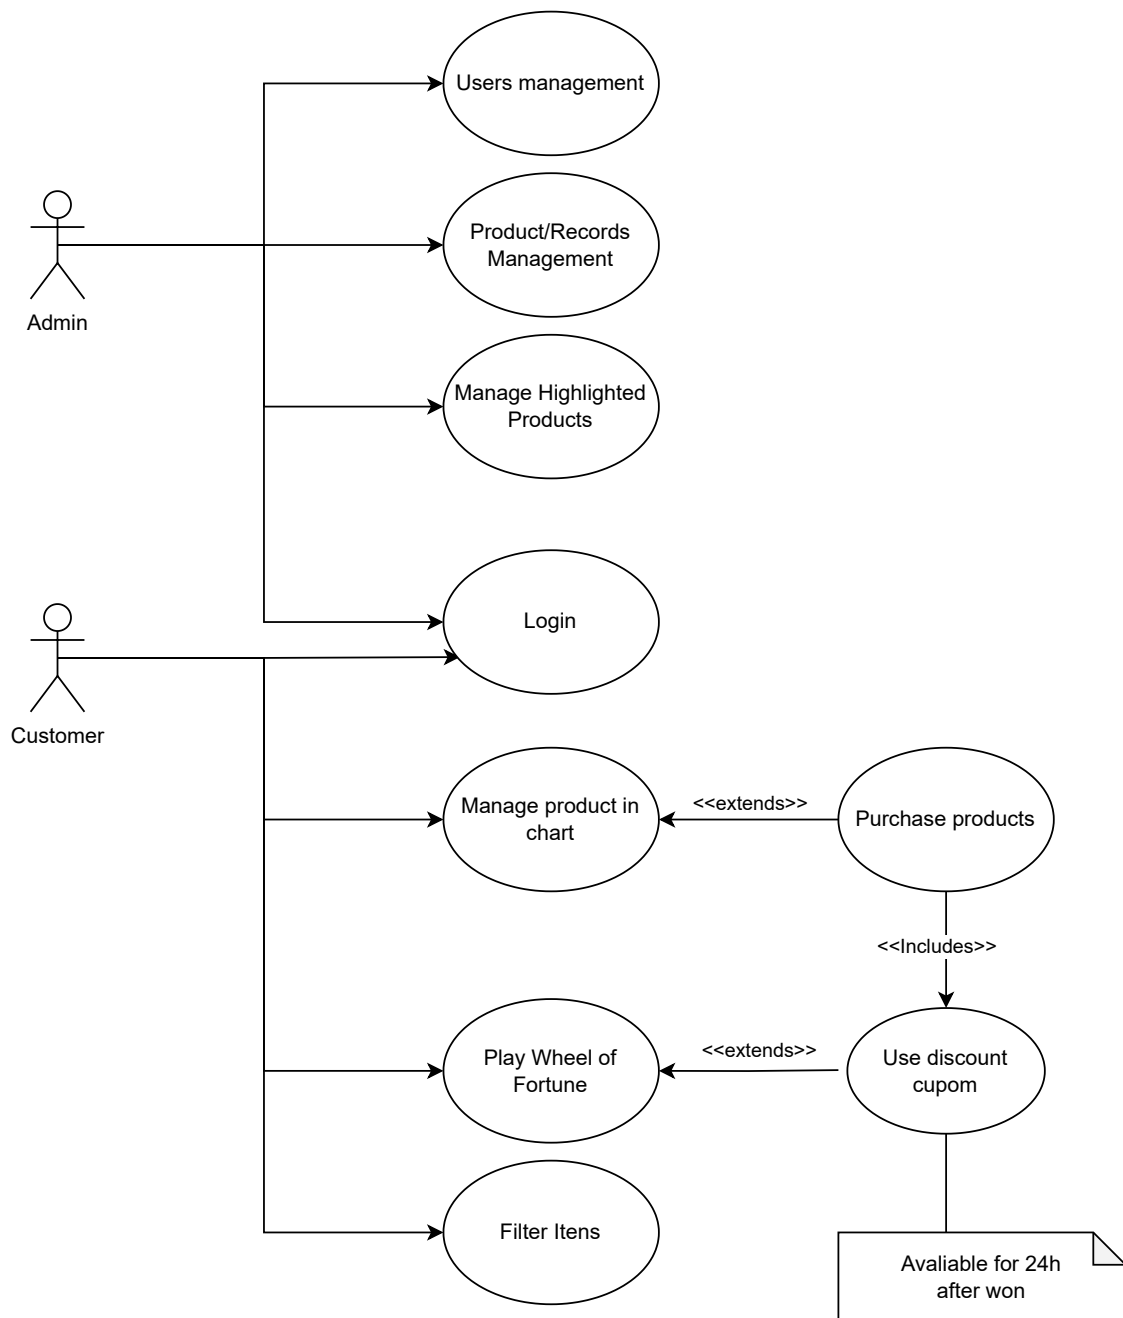 Users management
Product/Records
Management
Admin
Manage Highlighted
Products
Login
Customer
Manage product in
chart
<<extends>>
Purchase products
<<Includes>>
Play Wheel of
Fortune
<<extends>>
Use discount
cupom
Filter Itens
Avaliable for 24h
after won